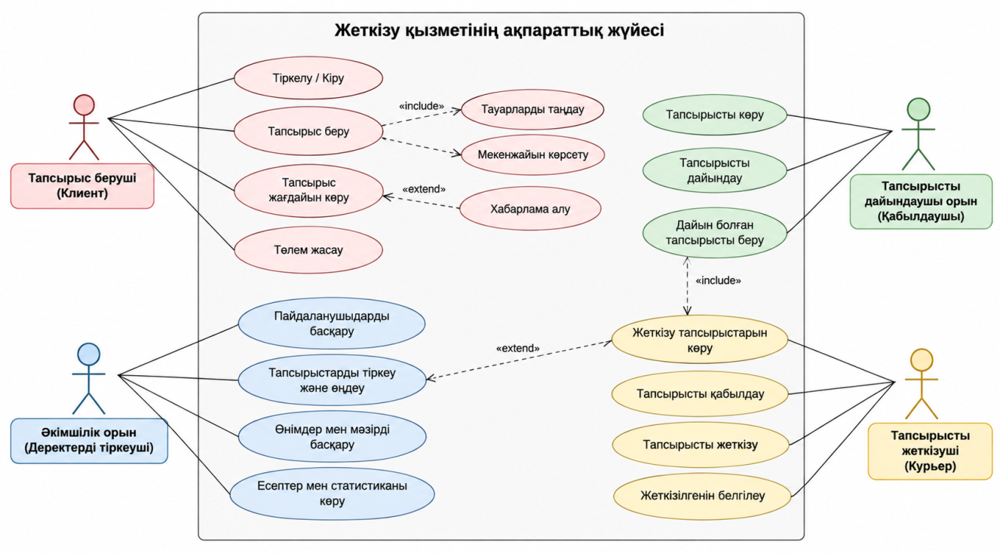 Жеткізу қызметінің ақпараттық жүйесі
Тіркелу / Кіру
Тапсырыс беру
«include»
Тауарларды таңдау
Мекенжайын көрсету
Тапсырыс
жағдайын көру
«extend»
Хабарлама алу
Төлем жасау
Тапсырыс беруші
(Клиент)
Тапсырысты көру
Тапсырысты
дайындау
Дайын болған
тапсырысты беру
Тапсырысты
дайындаушы орын
(Қабылдаушы)
«include»
Пайдаланушыдарды
басқару
Тапсырыстарды тіркеу
және өңдеу
«extend»
Өнімдер мен мәзірді
басқару
Есептер мен статистиканы
көру
Әкімшілік орын
(Деректерді тіркеуші)
Жеткізу тапсырыстарын
көру
Тапсырысты қабылдау
Тапсырысты жеткізу
Жеткізілгенін белгілеу
Тапсырысты
жеткізуші
(Курьер)